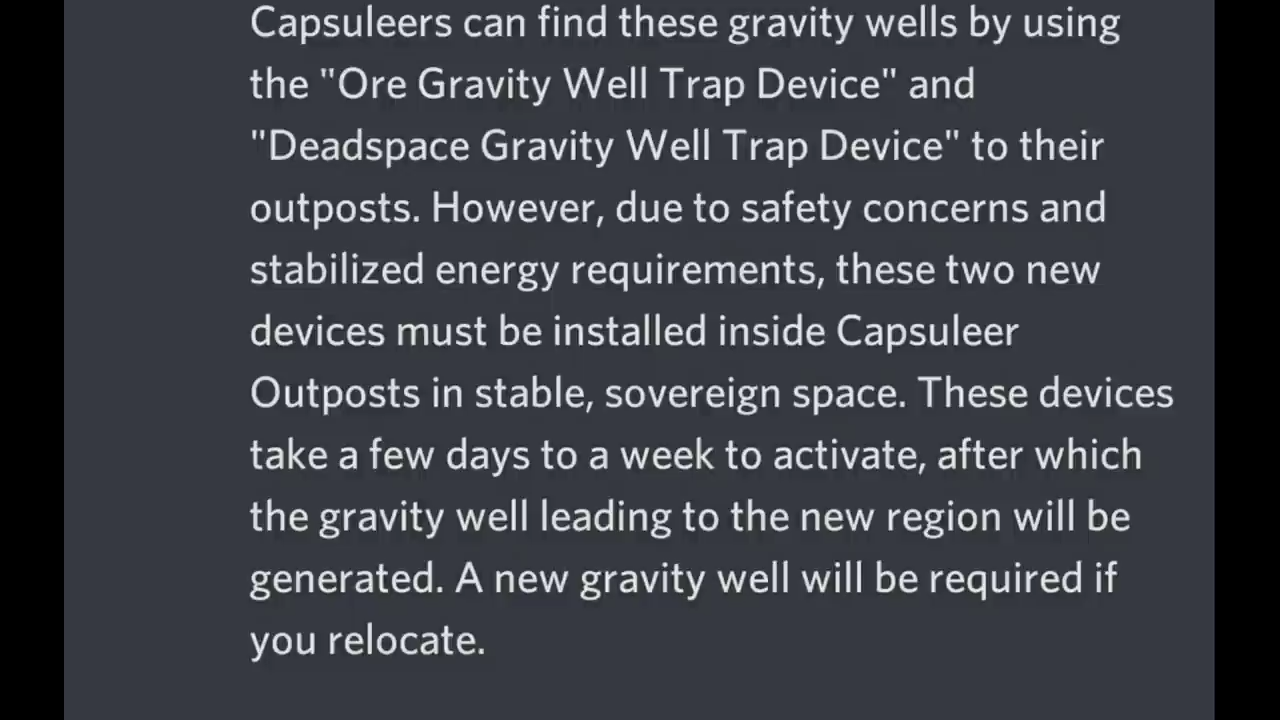 Capsuleers can find these gravity wells by using
the "Ore Gravity Well Trap Device" and
"Deadspace Gravity Well Trap Device" to their
outposts. However, due to safety concerns and
stabilized energy requirements, these two new
devices must be installed inside Capsuleer
Outposts in stable, sovereign space. These devices
take a few days to a week to activate, after which
the gravity well leading to the new region will be
generated. A new gravity well will be required if
you relocate.